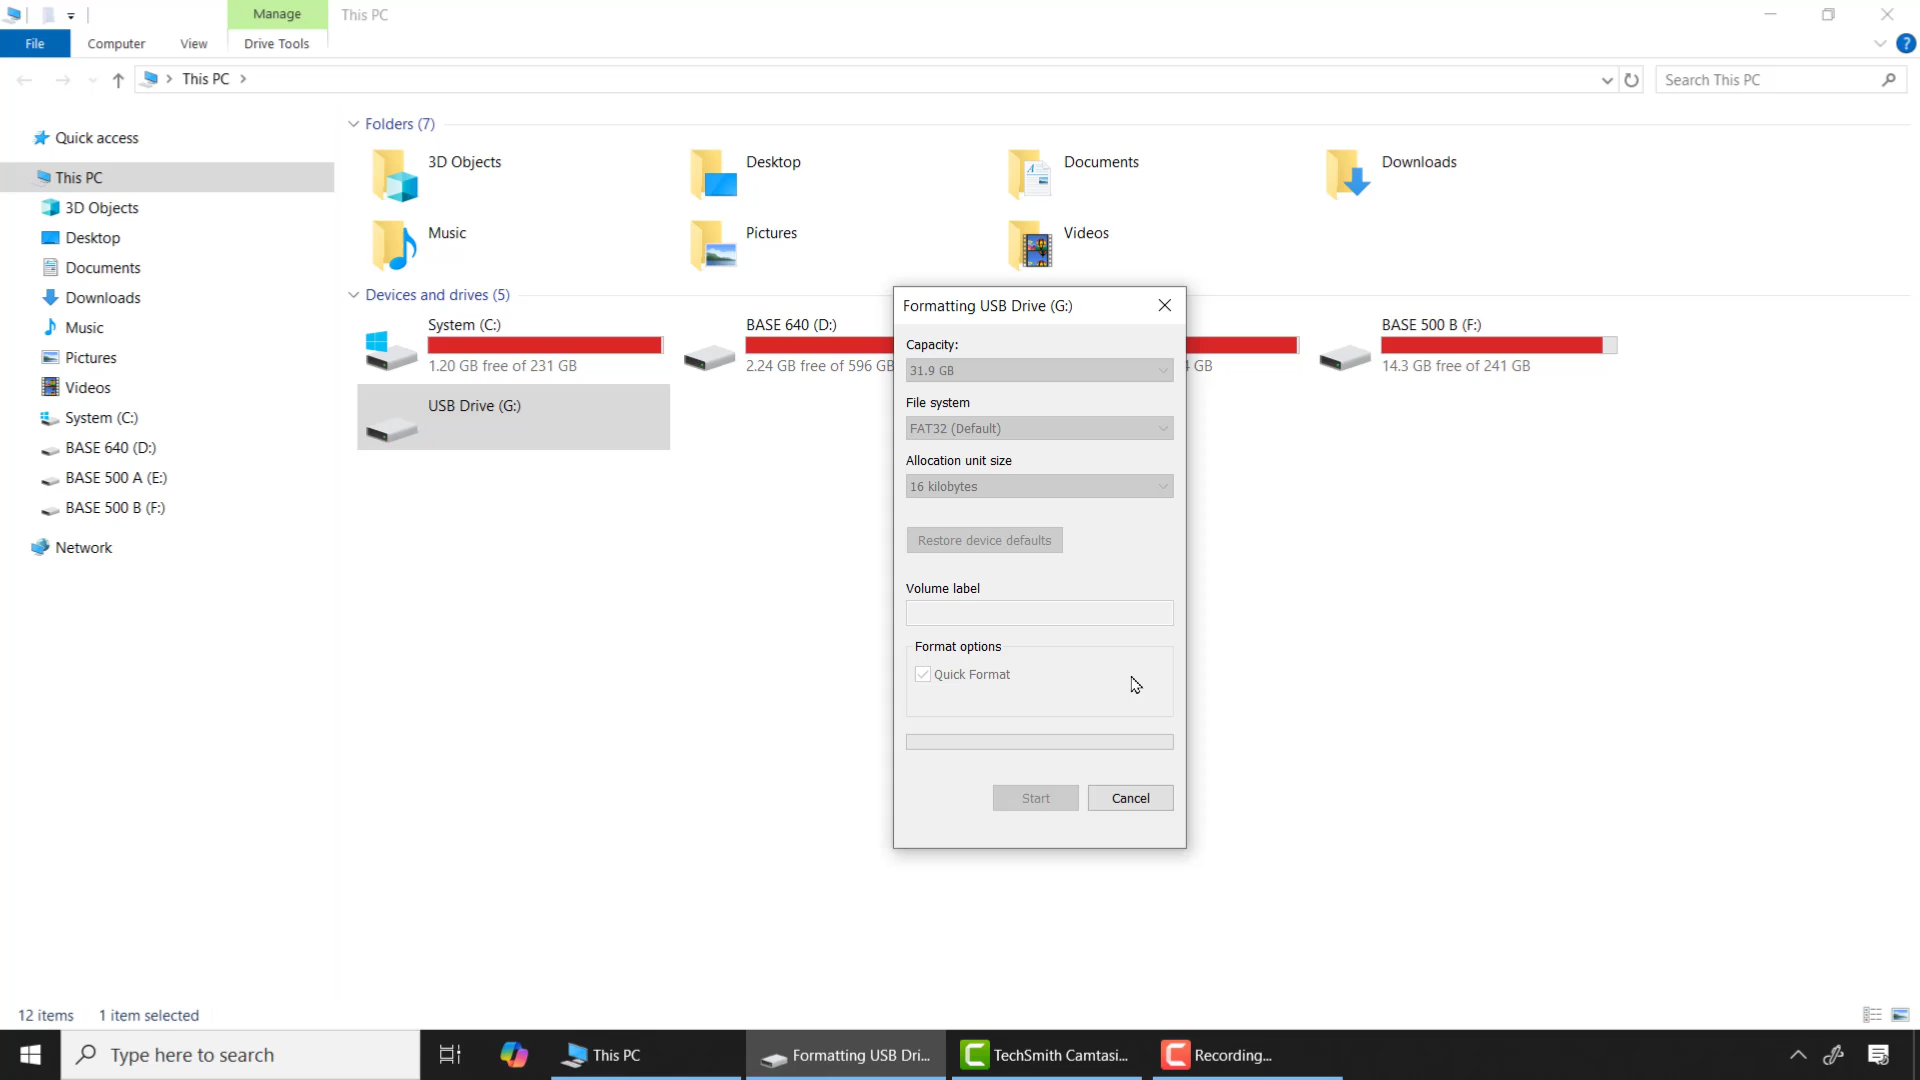 Manage
This PC
File
Computer
View
Drive Tools
?
This PC
Search This PC
Quick access
This PC
3D Objects
Desktop
Documents
Downloads
Music
Pictures
Videos
System (C:)
BASE 640 (D:)
BASE 500 A (E:)
BASE 500 B (F:)
Network
Folders (7)
3D Objects
Desktop
Documents
Downloads
Music
Pictures
Videos
Devices and drives (5)
System (C:)
1.20 GB free of 231 GB
BASE 640 (D:)
2.24 GB free of 596 GB
GB
BASE 500 B (F:)
14.3 GB free of 241 GB
USB Drive (G:)
Formatting USB Drive (G:)
Capacity:
31.9 GB
File system
FAT32 (Default)
Allocation unit size
16 kilobytes
Restore device defaults
Volume label
Format options
Quick Format
Start
Cancel
12 items
1 item selected
Type here to search
This PC
Formatting USB Dri...
TechSmith Camtasi...
Recording...